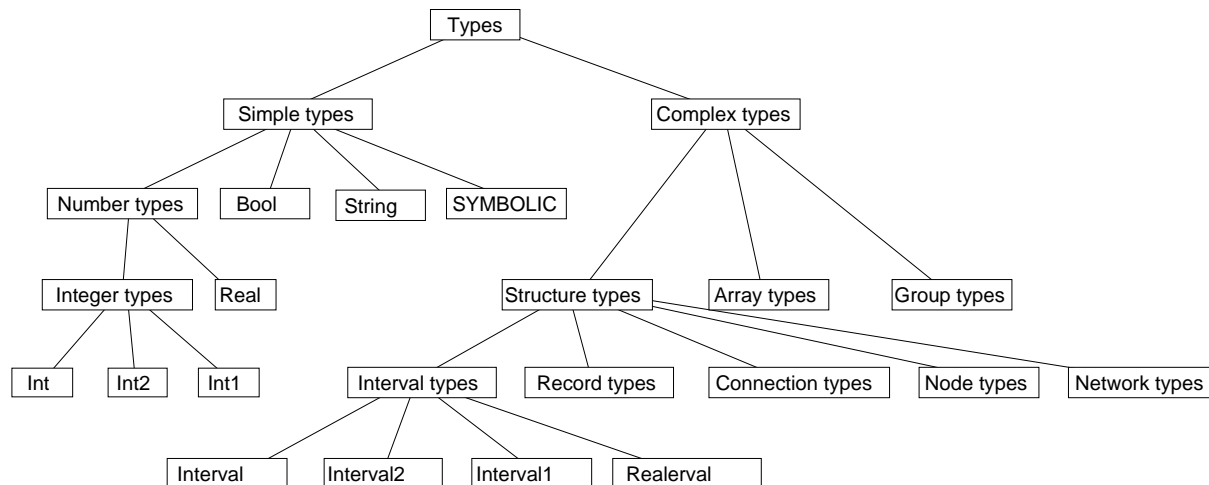 Types
Simple types
Complex types
Number types
Bool
String
SYMBOLIC
Integer types
Real
Structure types
Array types
Group types
Int
Int2
Int1
Interval types
Record types
Connection types
Node types
Network types
Interval
Interval2
Interval1
Realerval